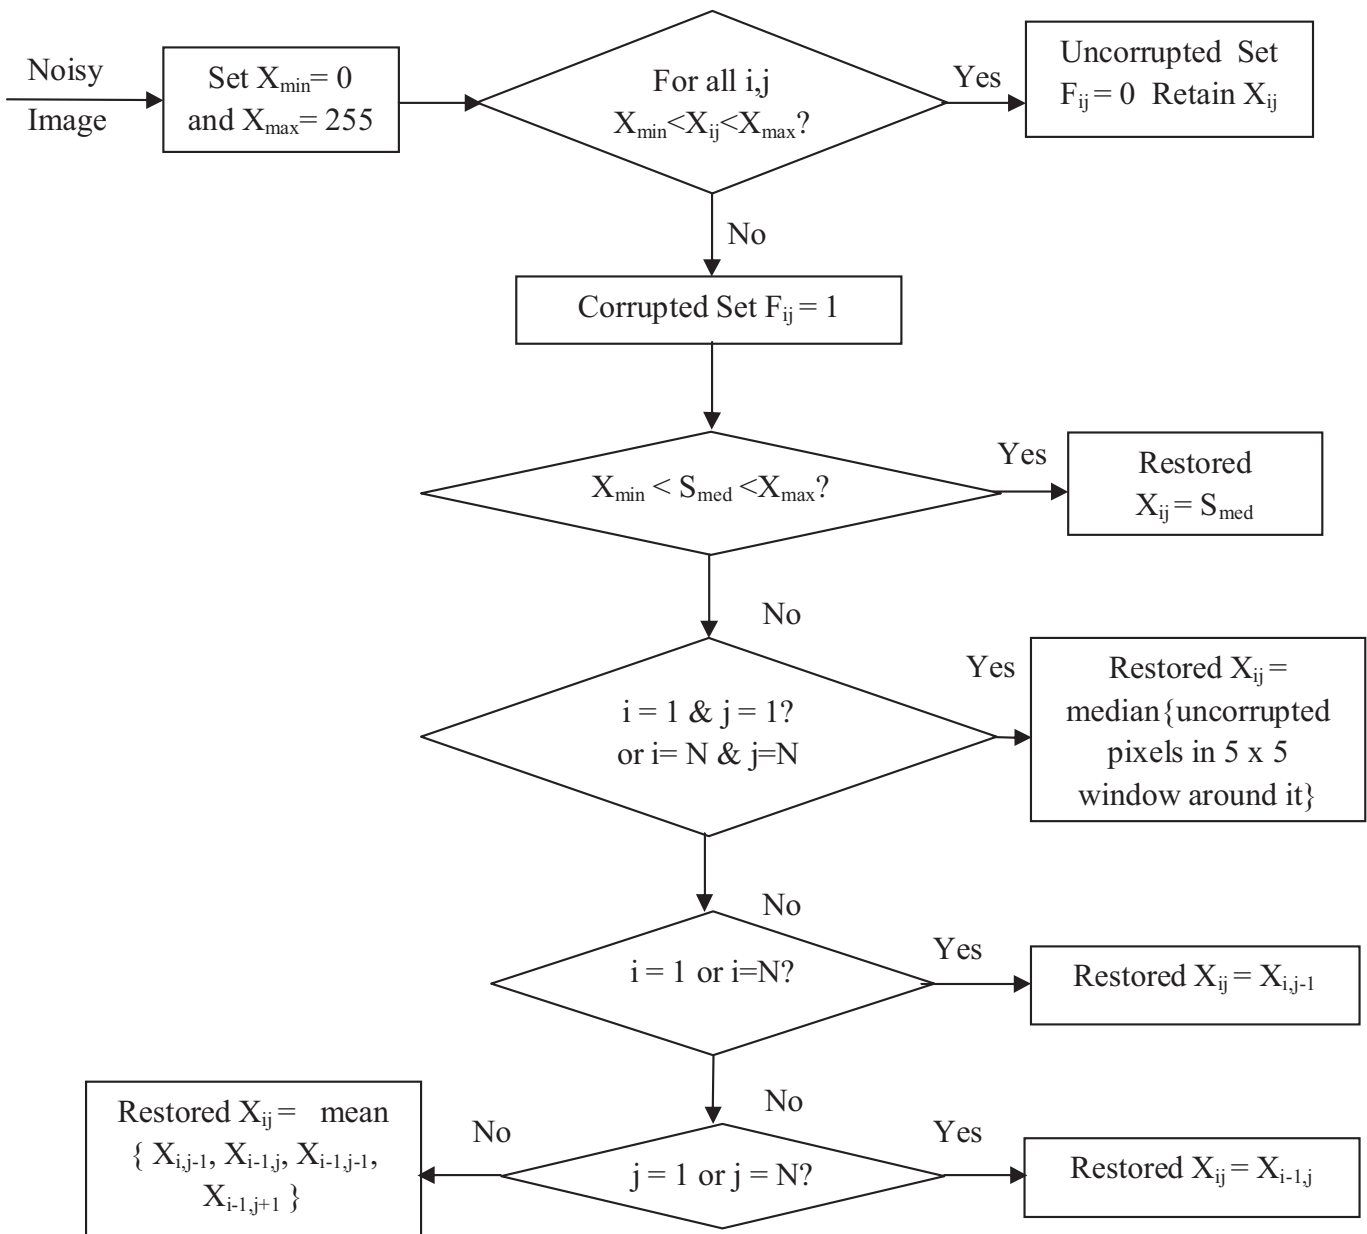 Noisy
Image
Set X_min = 0
and X_max = 255
For all i,j
X_min<X_ij<X_max?
Yes
Uncorrupted Set
F_ij = 0 Retain X_ij
No
Corrupted Set F_ij = 1
X_min < S_med <X_max?
Yes
Restored
X_ij = S_med
No
i = 1 & j = 1?
or i= N & j=N
Yes
Restored X_ij =
median{uncorrupted
pixels in 5 x 5
window around it}
No
i = 1 or i=N?
Yes
Restored X_ij = X_i,j-1
No
j = 1 or j = N?
Yes
Restored X_ij = X_i-1,j
No
Restored X_ij = mean
{ X_i,j-1, X_i-1,j, X_i-1,j-1,
X_i-1,j+1 }